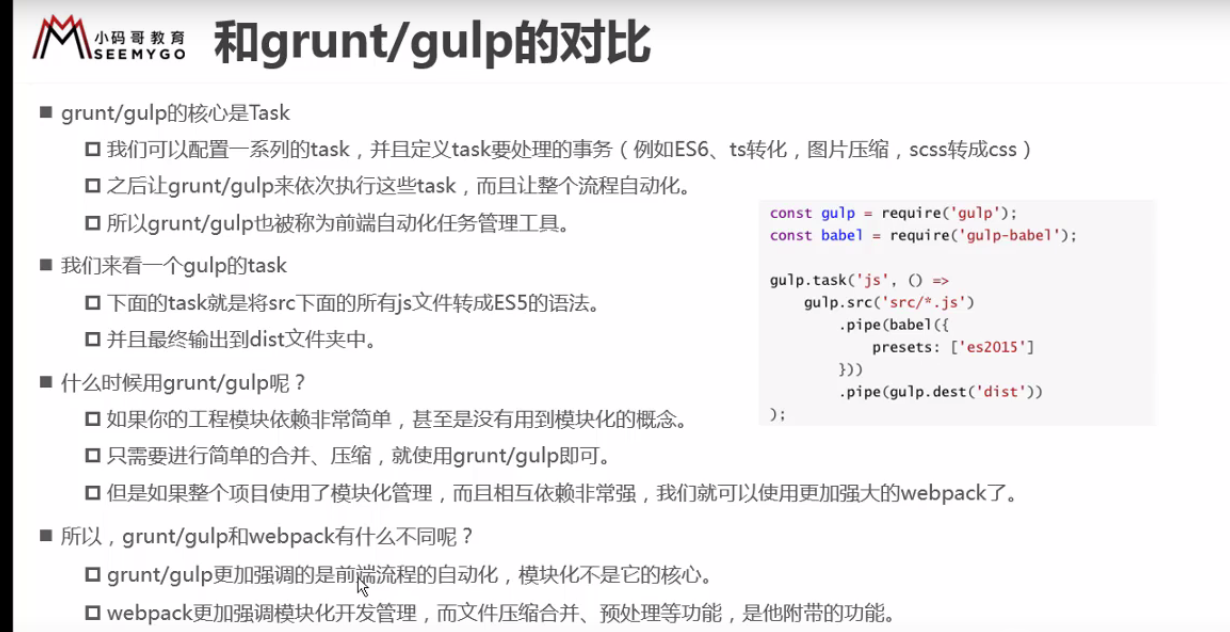 小码哥教育
SEEMYGO
和grunt/gulp的对比
grunt/gulp的核心是Task
我们可以配置一系列的task，并且定义task要处理的事务（例如ES6、ts转化，图片压缩，scss转成css）
之后让grunt/gulp来依次执行这些task，而且让整个流程自动化。
所以grunt/gulp也被称为前端自动化任务管理工具。
我们来看一个gulp的task
下面的task就是将src下面的所有js文件转成ES5的语法。
并且最终输出到dist文件夹中。
什么时候用grunt/gulp呢？
如果你的工程模块依赖非常简单，甚至是没有用到模块化的概念。
只需要进行简单的合并、压缩，就使用grunt/gulp即可。
但是如果整个项目使用了模块化管理，而且相互依赖非常强，我们就可以使用更加强大的webpack了。
所以，grunt/gulp和webpack有什么不同呢？
grunt/gulp更加强调的是前端流程的自动化，模块化不是它的核心。
webpack更加强调模块化开发管理，而文件压缩合并、预处理等功能，是他附带的功能。
const gulp = require('gulp');
const babel = require('gulp-babel');
gulp.task('js', () =>
gulp.src('src/*.js')
.pipe(babel({
presets: ['es2015']
}))
.pipe(gulp.dest('dist'))
);